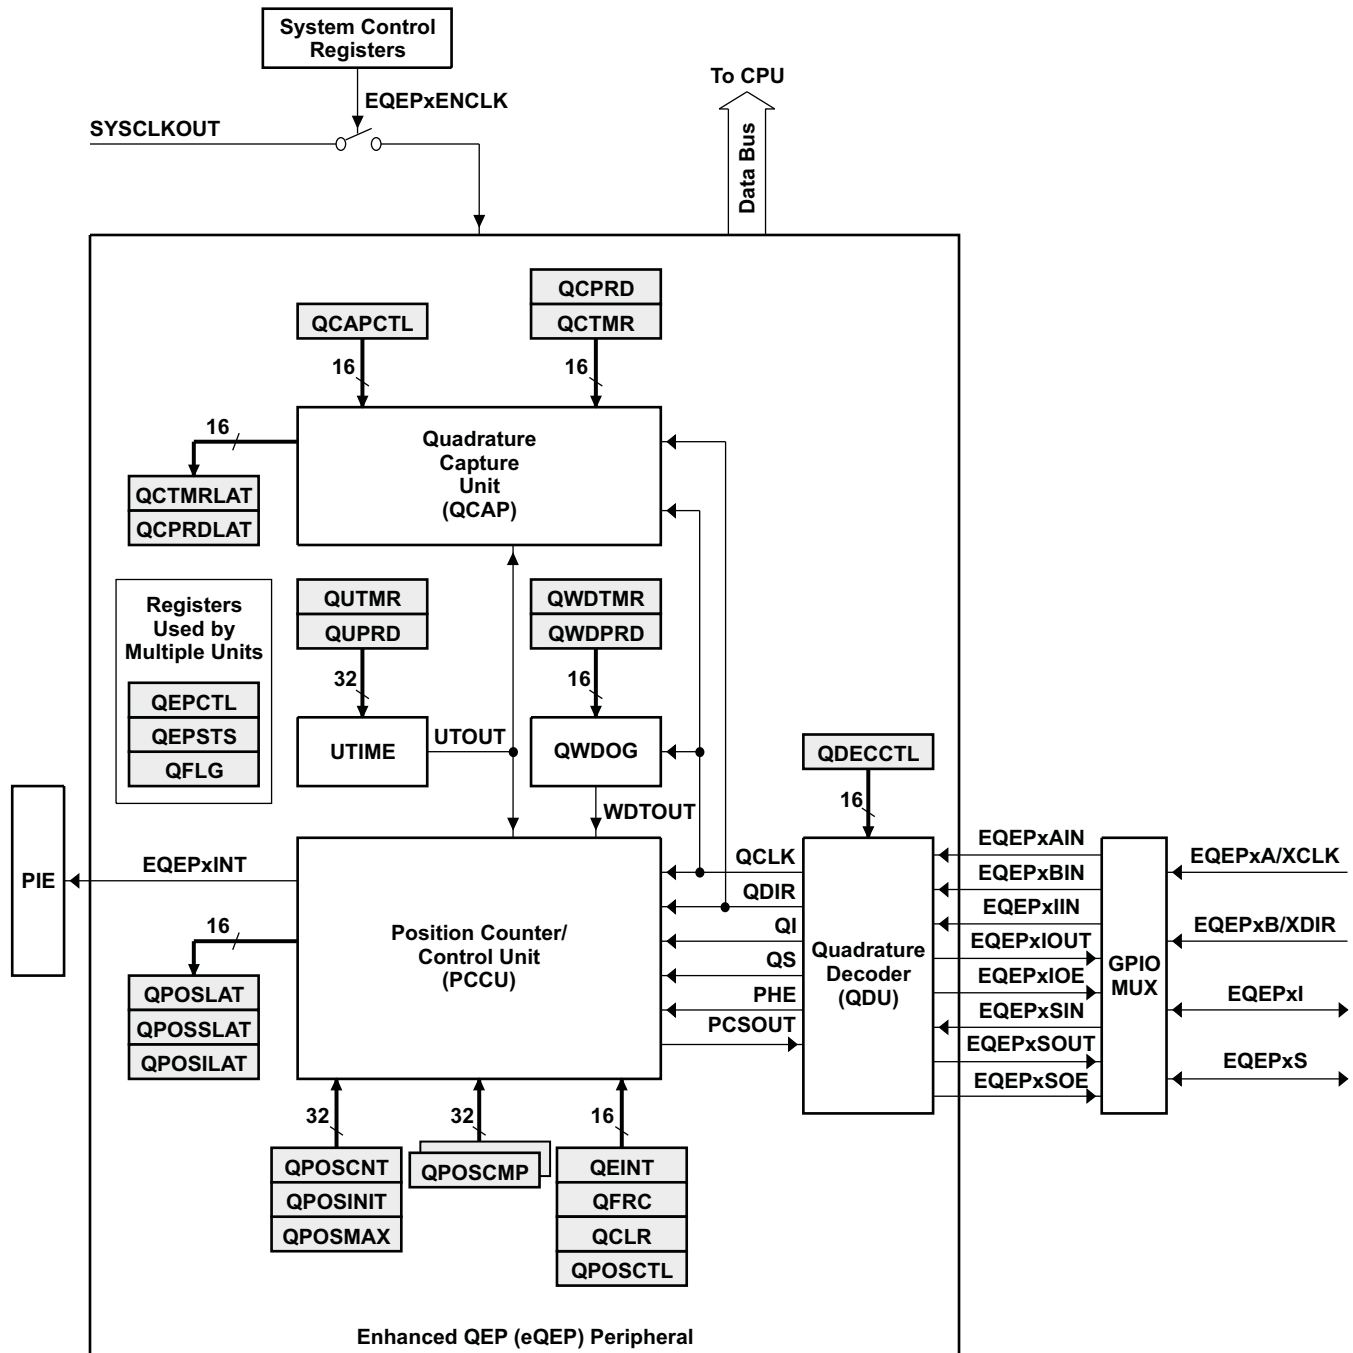 System Control
Registers
To CPU
EQEPxENCLK
SYSCLKOUT
Data Bus
QCPRD
QCAPCTL
QCTMR
16
16
16
Quadrature
Capture
Unit
(QCAP)
QCTMRLAT
QCPRDLAT
Registers
Used by
Multiple Units
QEPCTL
QEPSTS
QFLG
QUTMR
QUPRD
QWDTMR
QWDPRD
32
16
UTIME
UTOUT
QWDOG
QDECCTL
WDTOUT
16
PIE
EQEPxINT
16
QPOSLAT
QPOSSLAT
QPOSILAT
Position Counter/
Control Unit
(PCCU)
QCLK
QDIR
QI
QS
PHE
PCSOUT
Quadrature
Decoder
(QDU)
EQEPxAIN
EQEPxBIN
EQEPxIIN
EQEPxIOUT
EQEPxIOE
EQEPxSIN
EQEPxSOUT
EQEPxSOE
GPIO
MUX
EQEPxA/XCLK
EQEPxB/XDIR
EQEPxI
EQEPxS
32
32
16
QPOSCNT
QPOSINIT
QPOSMAX
QPOSCMP
QEINT
QFRC
QCLR
QPOSCTL
Enhanced QEP (eQEP) Peripheral